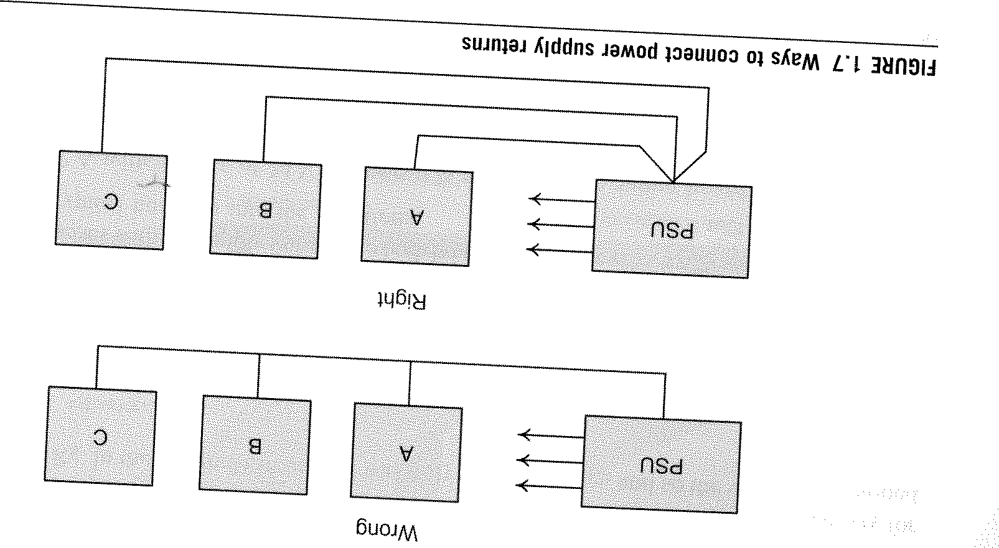 Wrong
PSU
A
B
C
Right
PSU
A
B
C
FIGURE 1.7 Ways to connect power supply returns